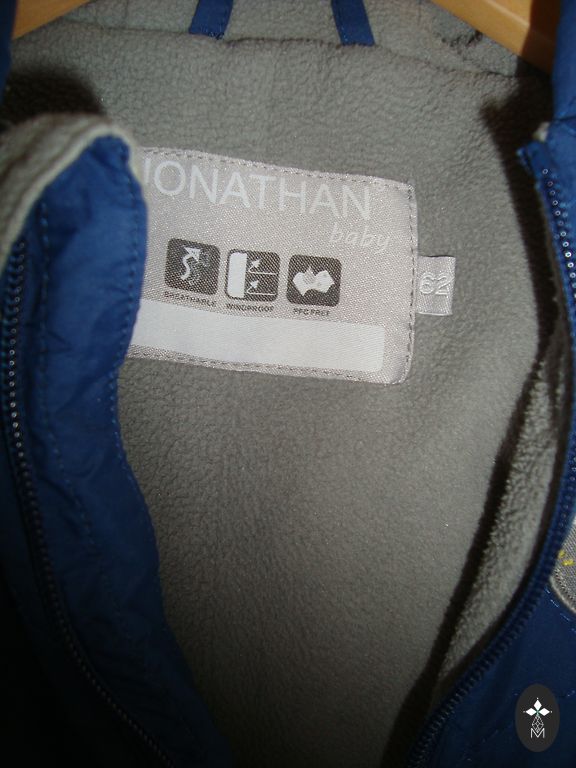 JONATHAN
baby
BREATHABLE WINDPROOF PFC FREE
62